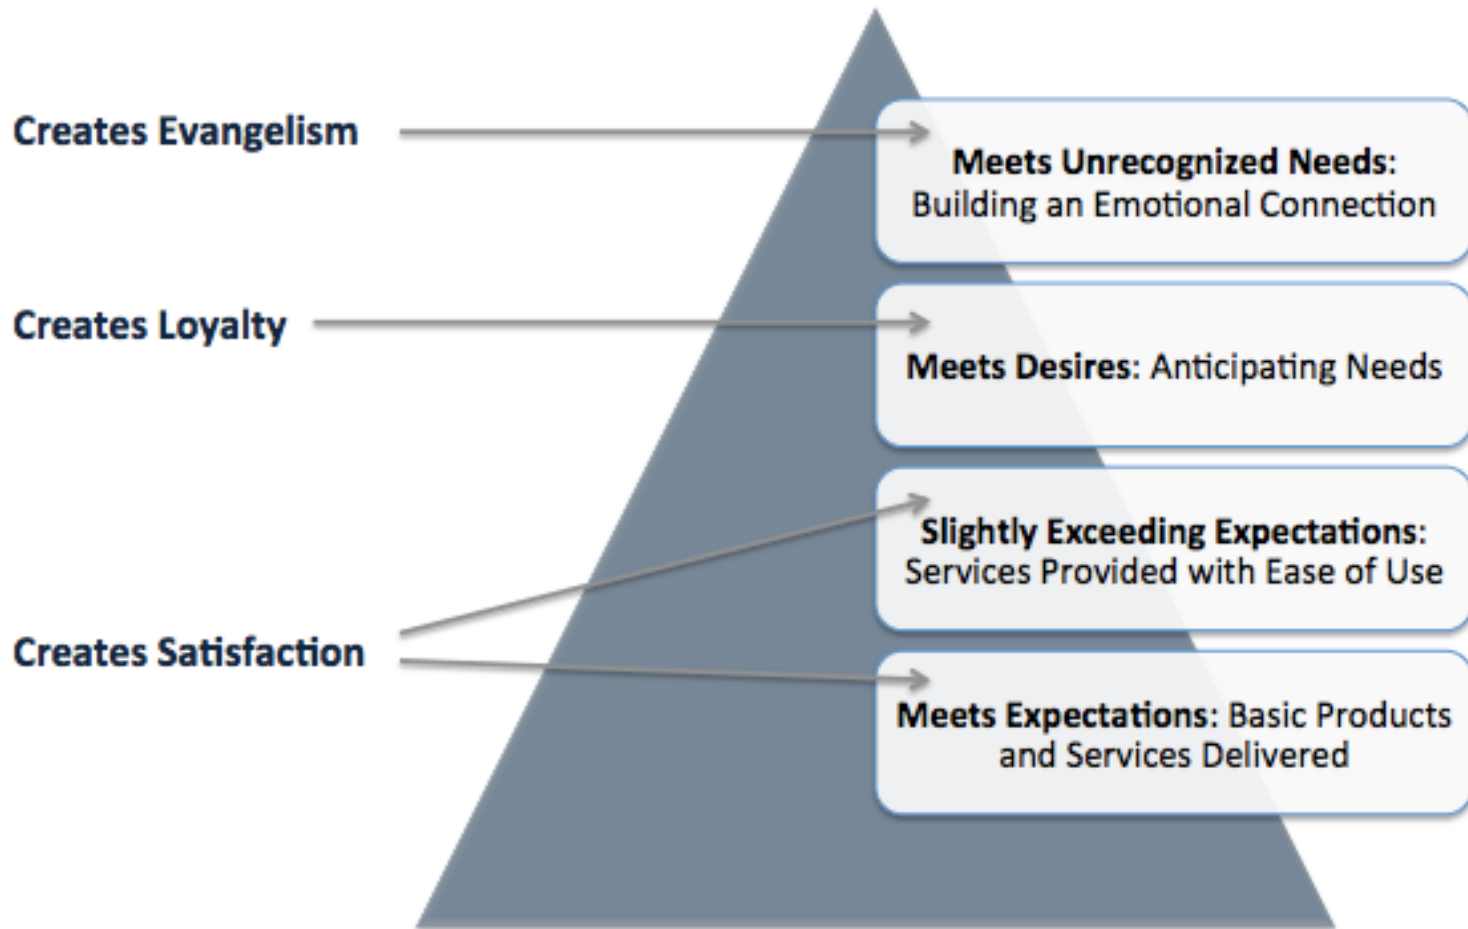 Creates Evangelism
Meets Unrecognized Needs:
Building an Emotional Connection
Creates Loyalty
Meets Desires: Anticipating Needs
Slightly Exceeding Expectations:
Services Provided with Ease of Use
Creates Satisfaction
Meets Expectations: Basic Products
and Services Delivered